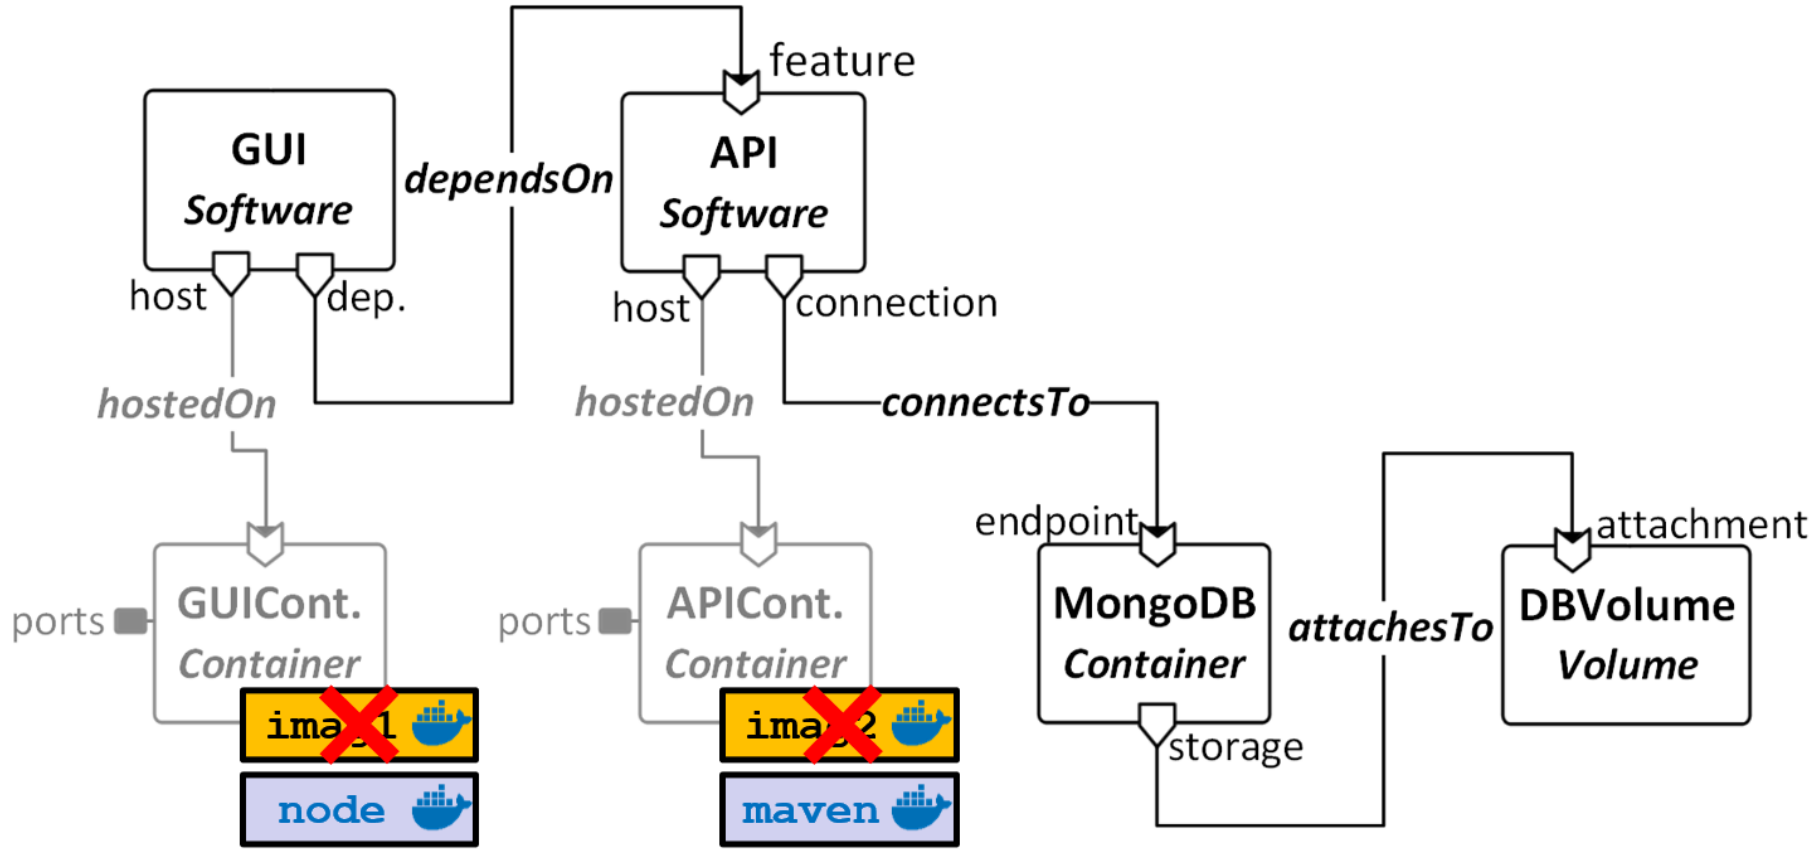 feature
GUI
Software
dependsOn
API
Software
host
dep.
host
connection
hostedOn
hostedOn
connectsTo
endpoint
attachment
ports
GUICont.
Container
ports
APICont.
Container
MongoDB
Container
attachesTo
DBVolume
Volume
storage
node
maven